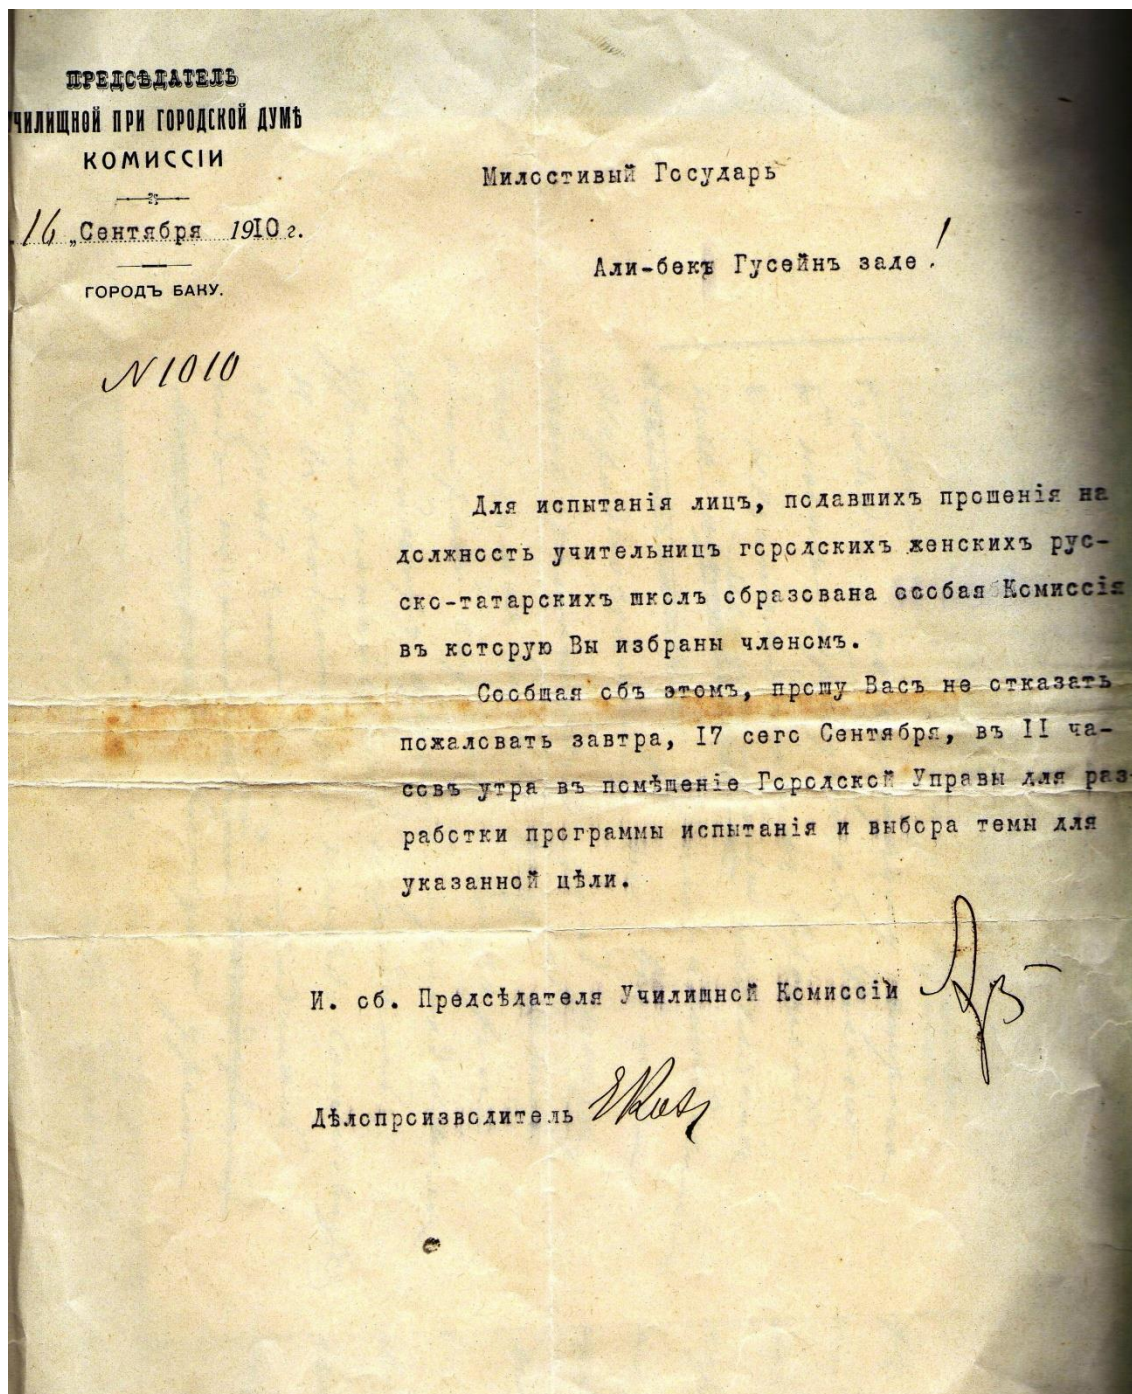 ПРЕДСѢДАТЕЛЬ
УЧИЛИЩНОЙ ПРИ ГОРОДСКОЙ ДУМѢ
КОМИССІИ
16 „Сентября 1910 г.
ГОРОДЪ БАКУ.
N 1010
Милостивый Государь
Али-бекъ Гусейнъ заде!
Для испытанія лицъ, подавшихъ прошенія на
должность учительницъ городскихъ женскихъ рус-
ско-татарскихъ школъ образована особая Комиссія
въ которую Вы избраны членомъ.
Сообщая объ этомъ, прошу Васъ не отказать
пожаловать завтра, 17 сего Сентября, въ II ча-
совъ утра въ помѣщеніе Городской Управы для раз-
работки программы испытанія и выбора темы для
указанной цѣли.
И. об. Предсѣдателя Училищной Комиссіи
Дѣлопроизводитель